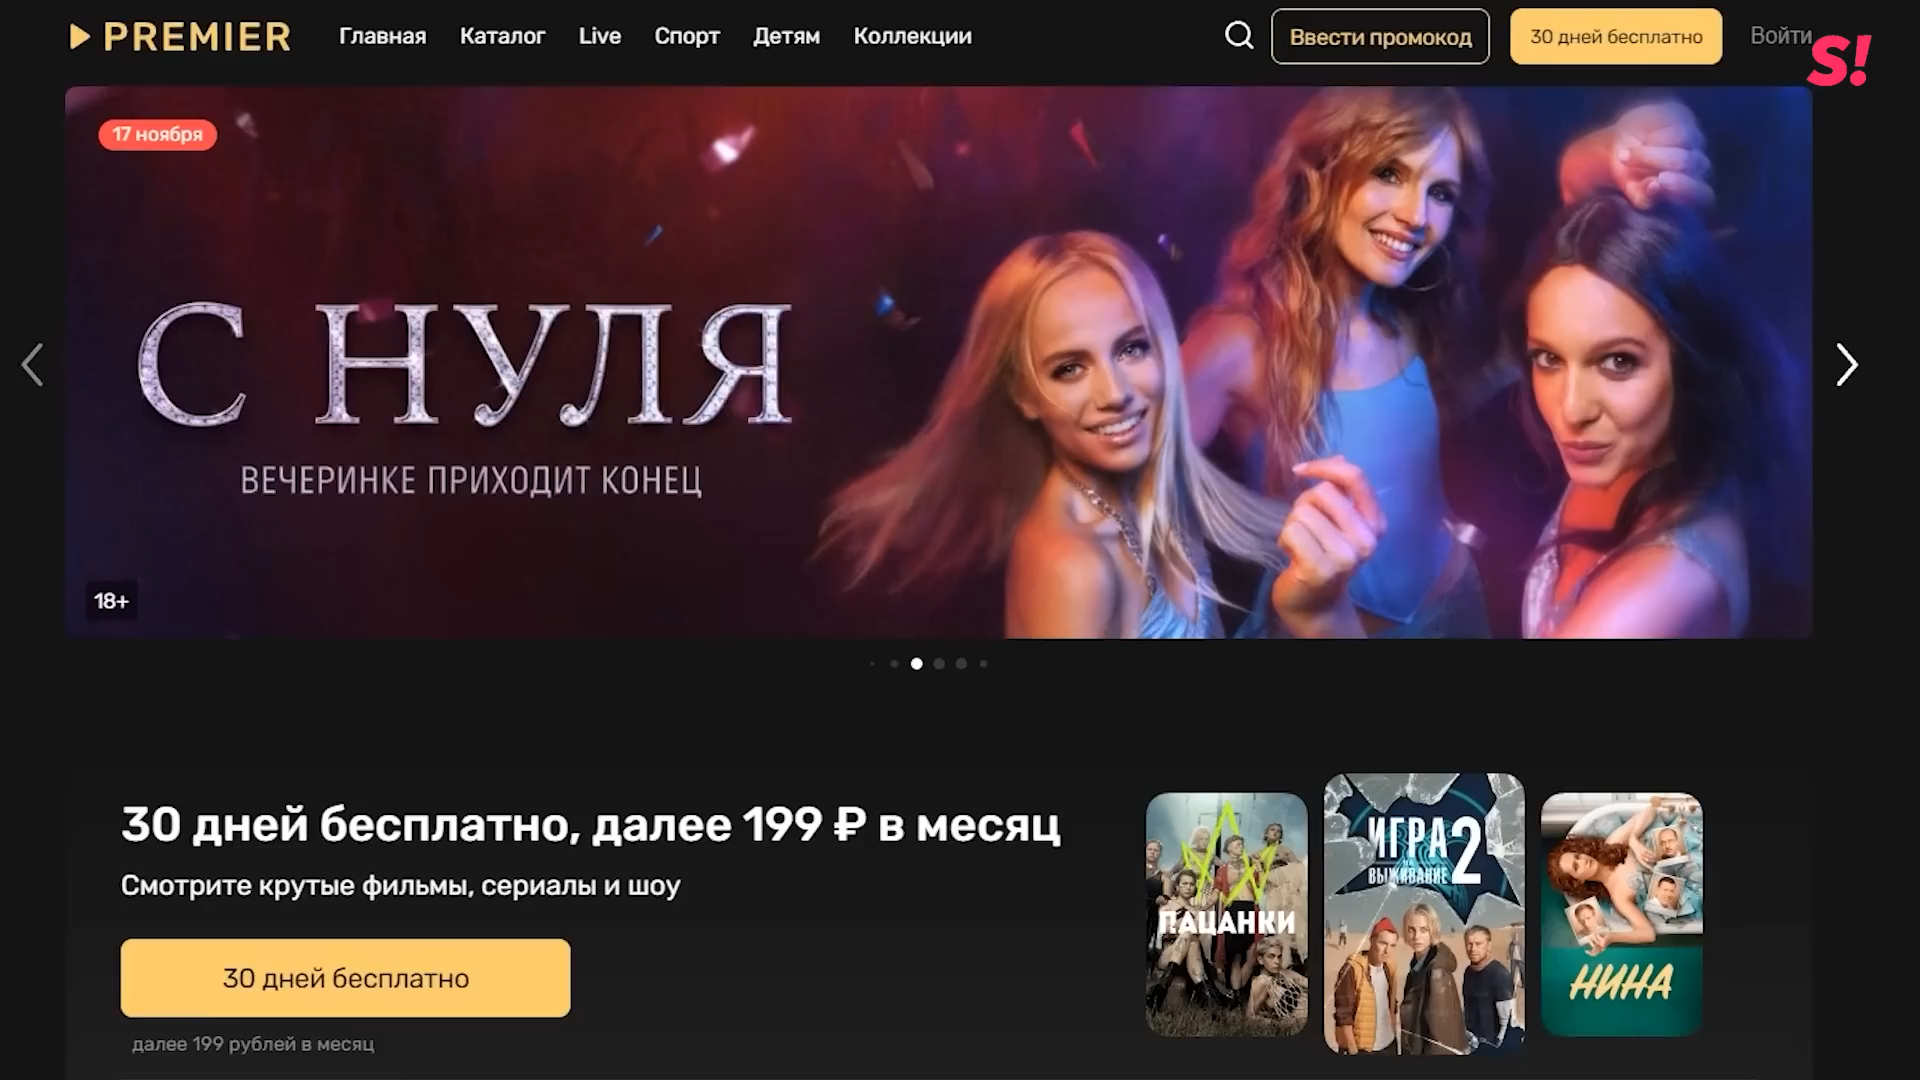 PREMIER
Главная
Каталог
Live
Спорт
Детям
Коллекции
Ввести промокод
30 дней бесплатно
Войти
S!
17 ноября
С НУЛЯ
ВЕЧЕРИНКЕ ПРИХОДИТ КОНЕЦ
18+
30 дней бесплатно, далее 199 ₽ в месяц
Смотрите крутые фильмы, сериалы и шоу
30 дней бесплатно
далее 199 рублей в месяц
ПАЦАНКИ
ИГРА 2
НА
ВЫЖИВАНИЕ
НИНА